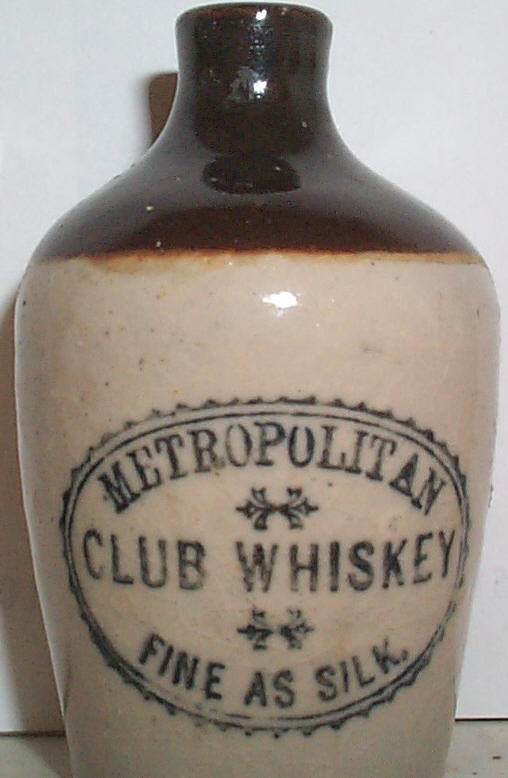 METROPOLITAN
CLUB WHISKEY
FINE AS SILK.